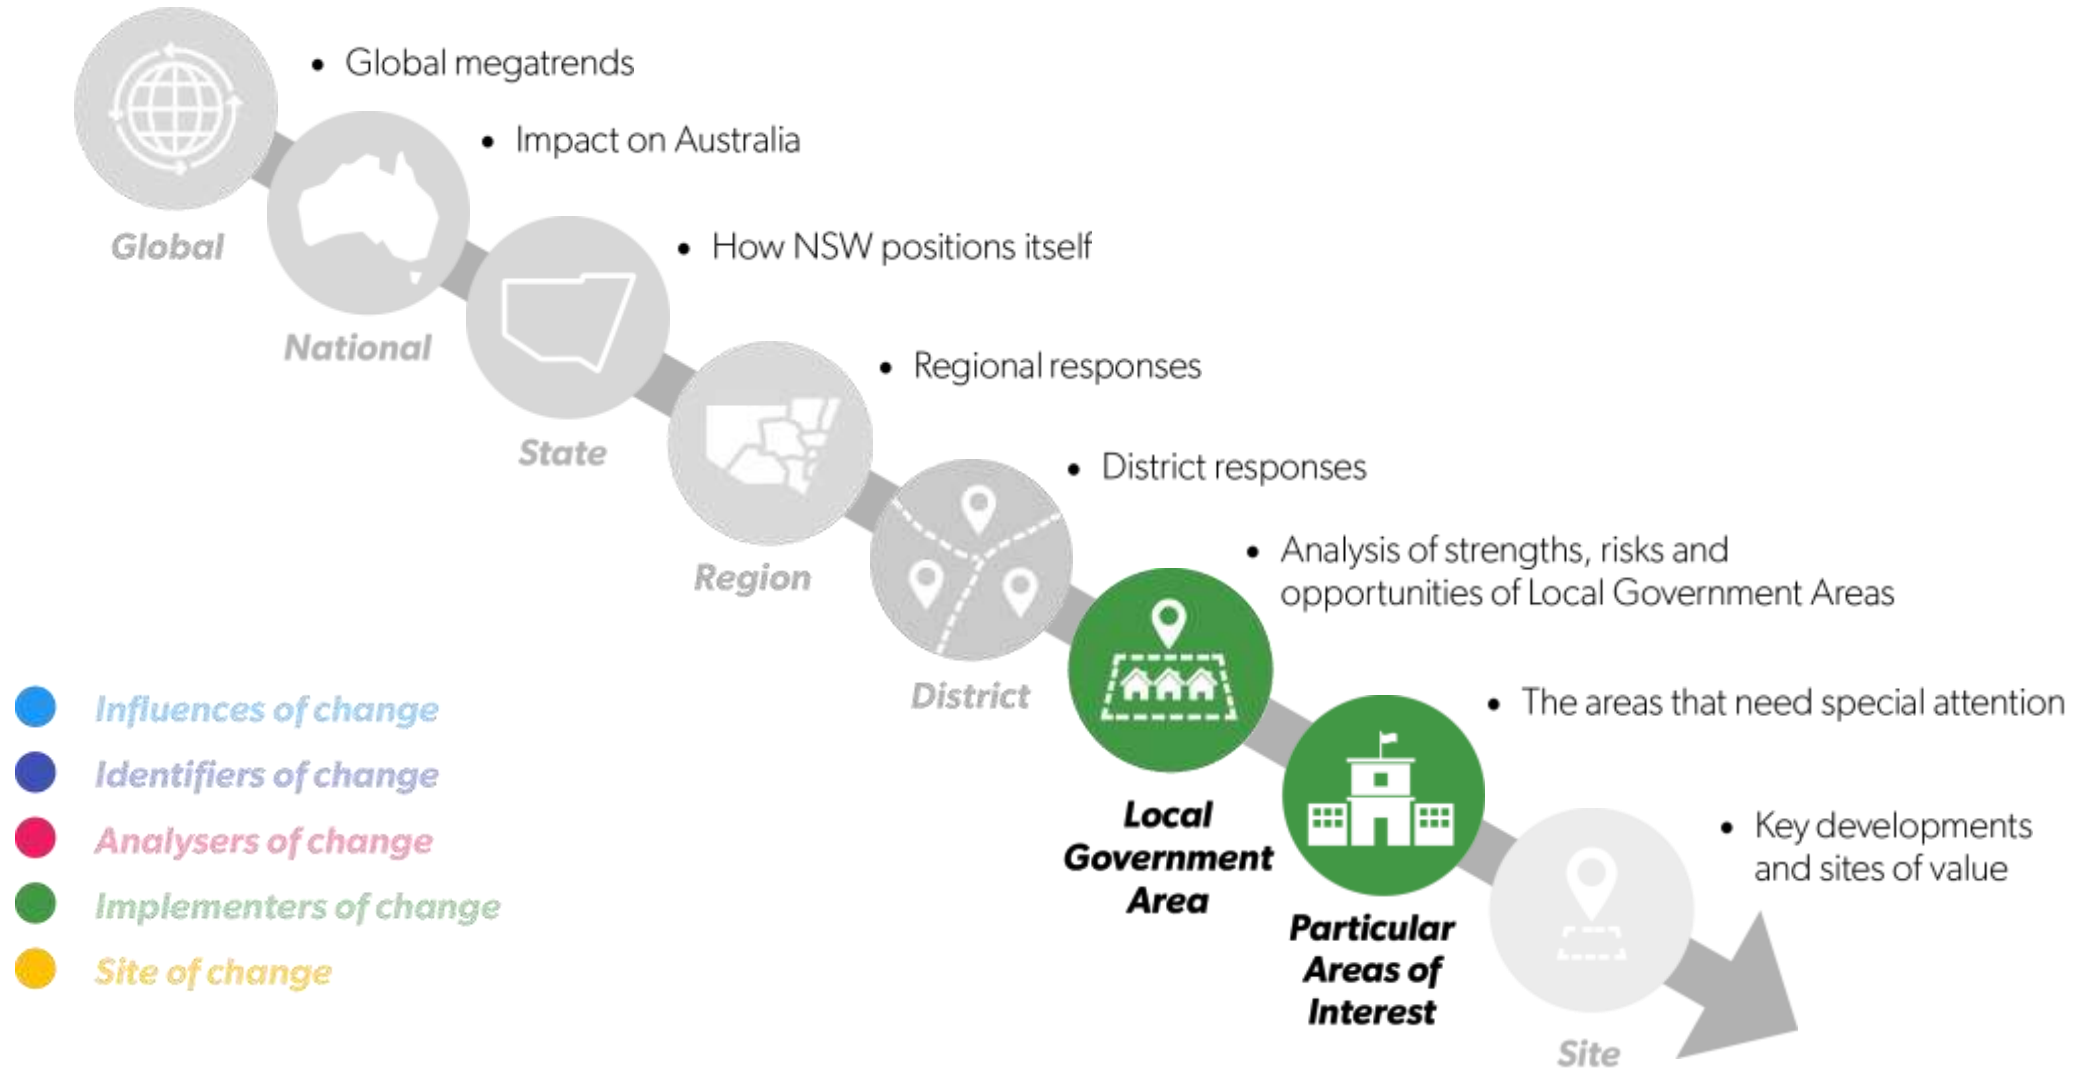 • Global megatrends
Global
• Impact on Australia
National
• How NSW positions itself
State
• Regional responses
Region
• District responses
District
• Analysis of strengths, risks and
opportunities of Local Government Areas
Local
Government
Area
• The areas that need special attention
Particular
Areas of
Interest
• Key developments
and sites of value
Site
Influences of change
Identifiers of change
Analysers of change
Implementers of change
Site of change